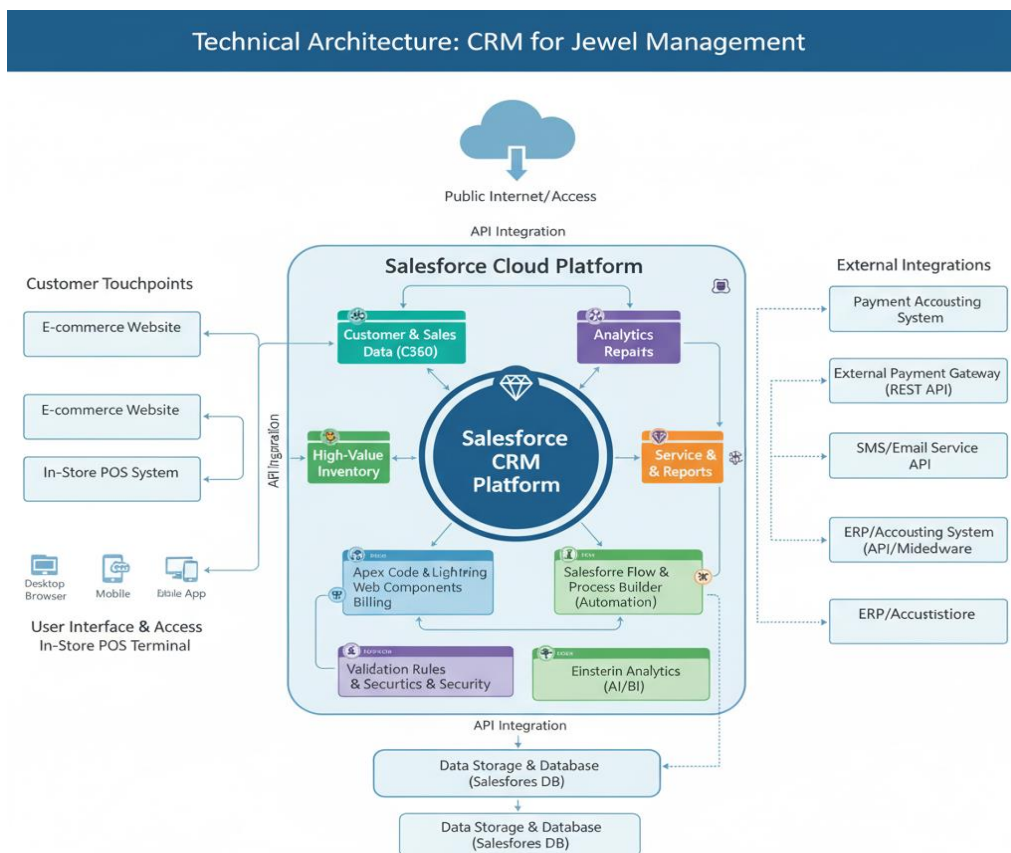 Technical Architecture: CRM for Jewel Management
Public Internet/Access
API Integration
Salesforce Cloud Platform
Customer Touchpoints
E-commerce Website
E-commerce Website
In-Store POS System
Desktop
Browser
Mobile
App
User Interface & Access
In-Store POS Terminal
Customer & Sales
Data (C360)
Analytics
Repaits
High-Value
Inventory
Salesforce
CRM
Platform
Service &
& Reports
Apex Code & Lightring
Web Components
Billing
Salesforre Flow &
Process Builder
(Automation)
Validation Rules
& Securtics & Security
Einsterin Analytics
(AI/BI)
API Integration
Data Storage & Database
(Salesfores DB)
Data Storage & Database
(Salesfores DB)
External Integrations
Payment Accosting
System
External Payment Gateway
(REST API)
SMS/Email Service
API
ERP/Accounting System
(API/Midedware
ERP/Accustistiore